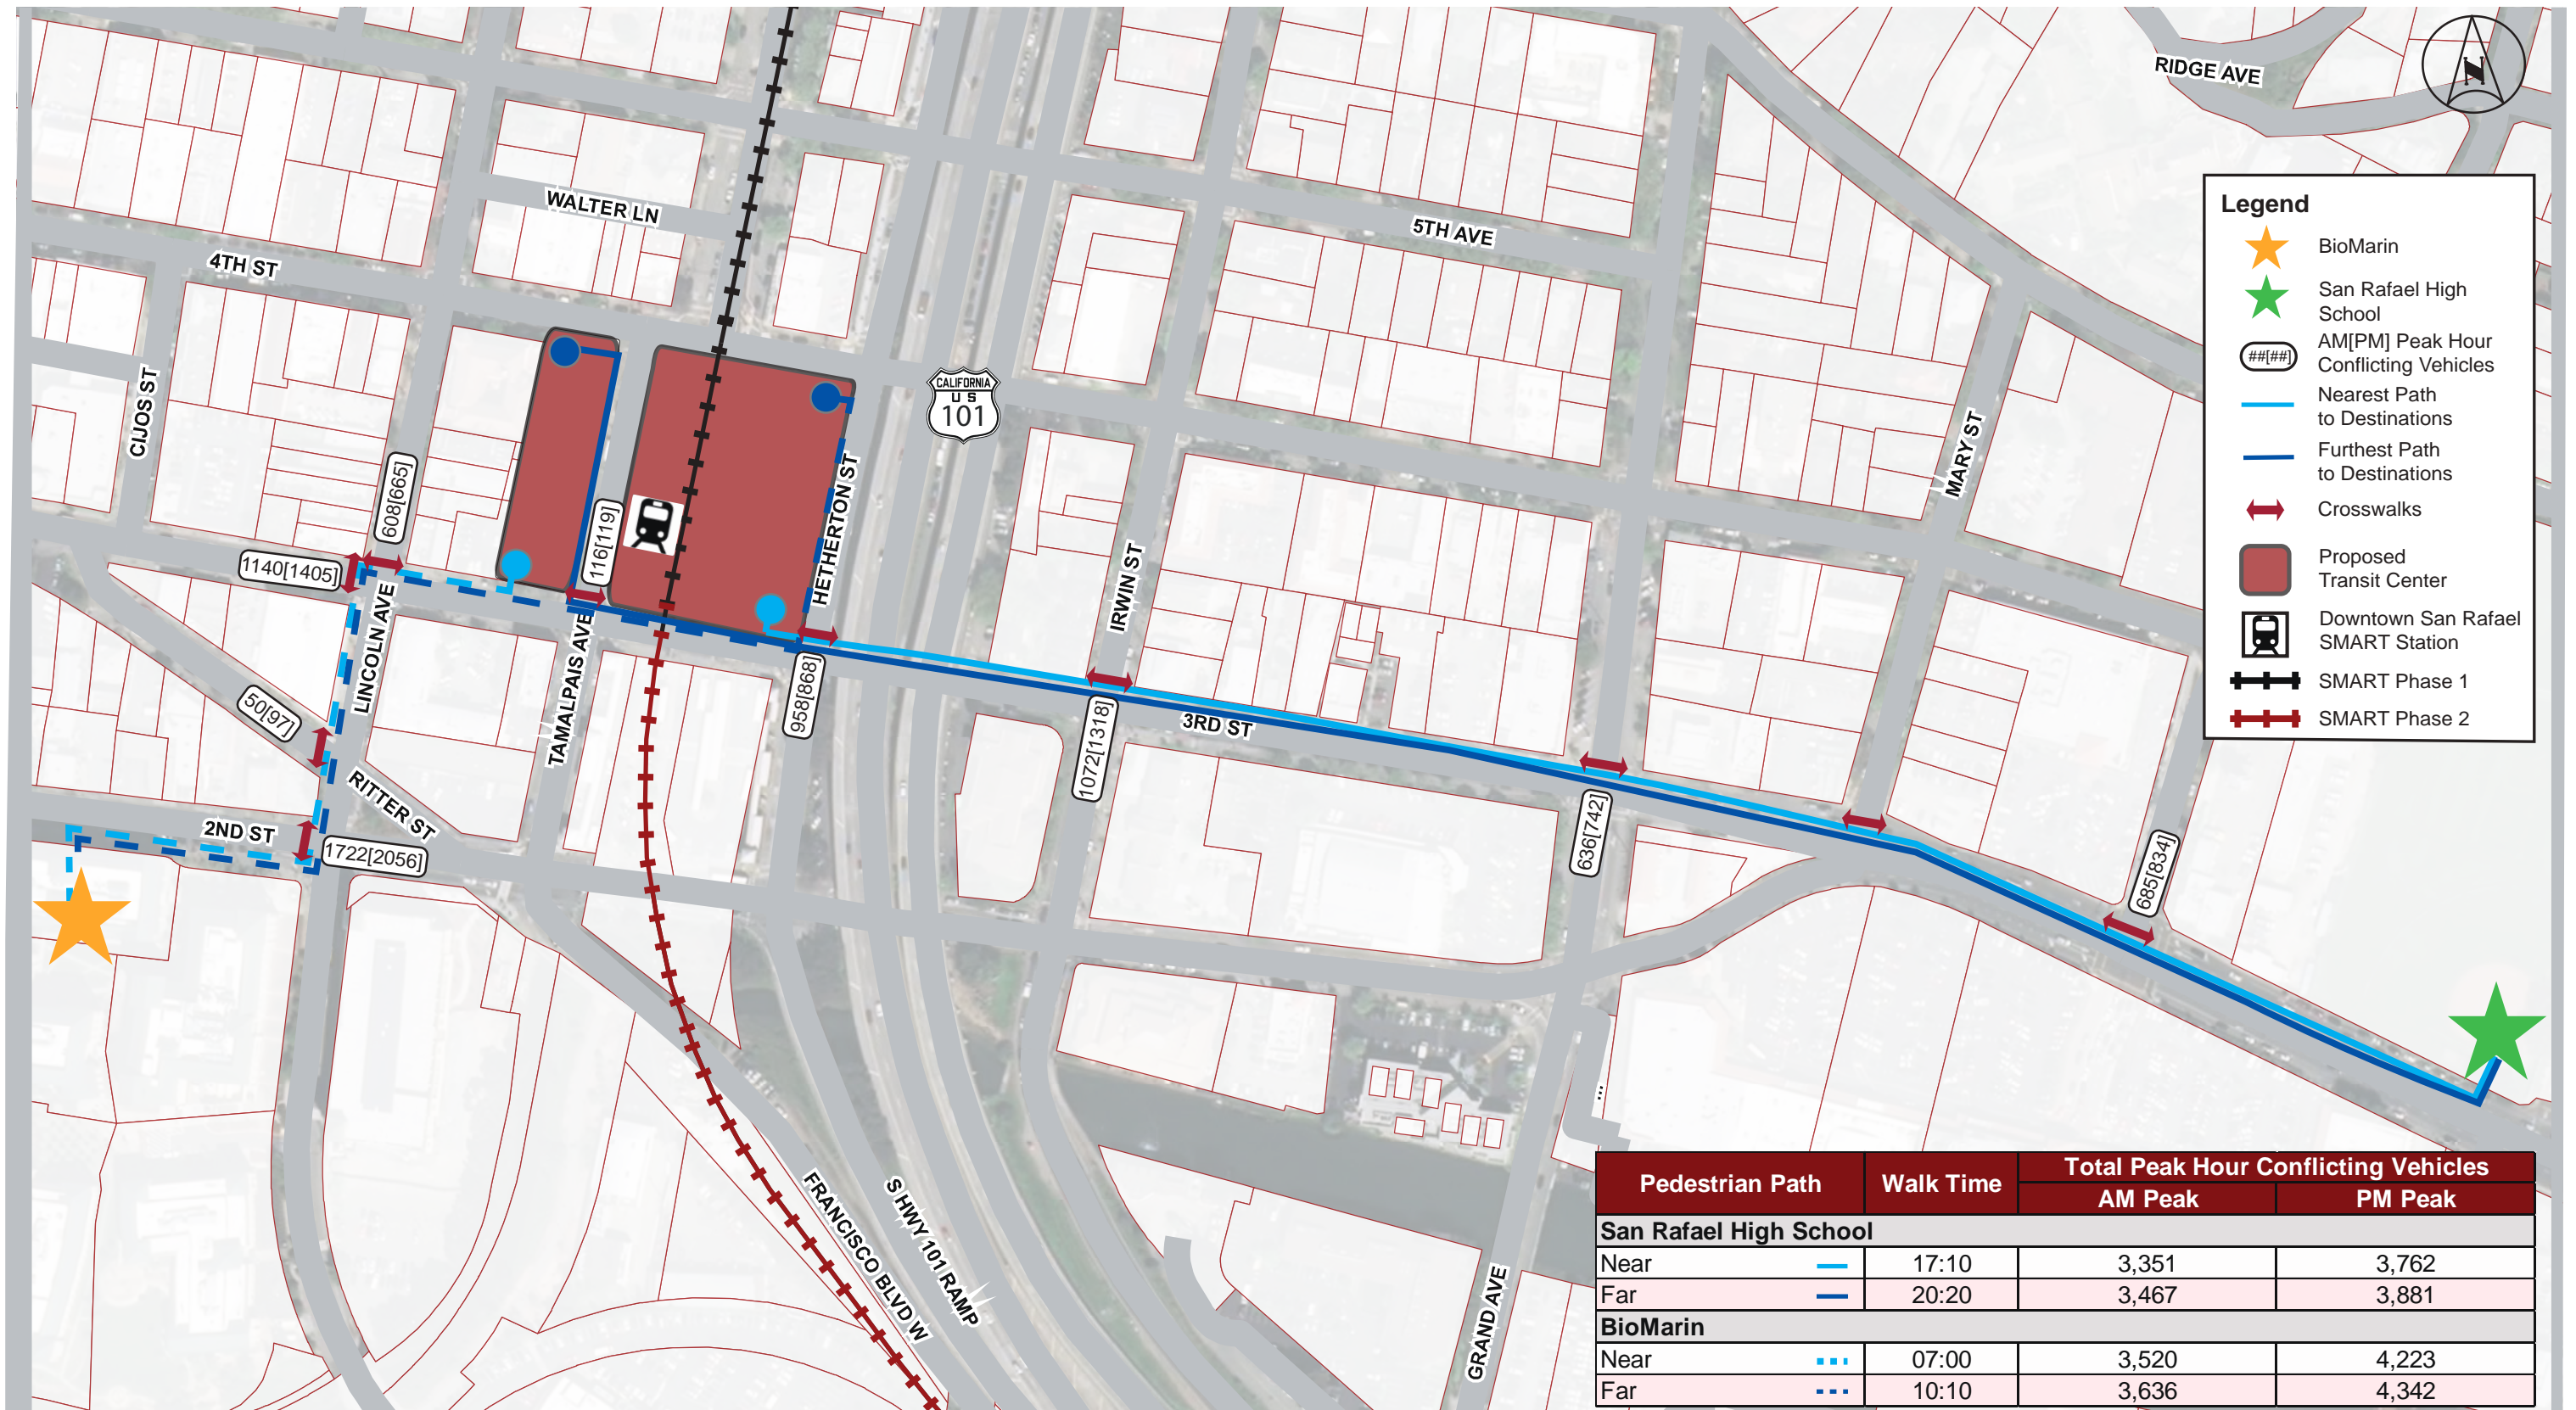 RIDGE AVE
N
WALTER LN
5TH AVE
4TH ST
CIJOS ST
CALIFORNIA
U S
101
MARY ST
608[665]
116[119]
HETHERTON ST
IRWIN ST
1140[1405]
LINCOLN AVE
TAMALPAIS AVE
958[868]
3RD ST
1072[1318]
50[97]
RITTER ST
2ND ST
1722[2056]
636[742]
685[834]
FRANCISCO BLVD W
S HWY 101 RAMP
GRAND AVE
...
Legend
BioMarin
San Rafael High
School
##[##]
AM[PM] Peak Hour
Conflicting Vehicles
Nearest Path
to Destinations
Furthest Path
to Destinations
Crosswalks
Proposed
Transit Center
Downtown San Rafael
SMART Station
SMART Phase 1
SMART Phase 2
Pedestrian Path Walk Time Total Peak Hour Conflicting Vehicles
AM Peak PM Peak
San Rafael High School
Near 17:10 3,351 3,762
Far 20:20 3,467 3,881
BioMarin
Near 07:00 3,520 4,223
Far 10:10 3,636 4,342